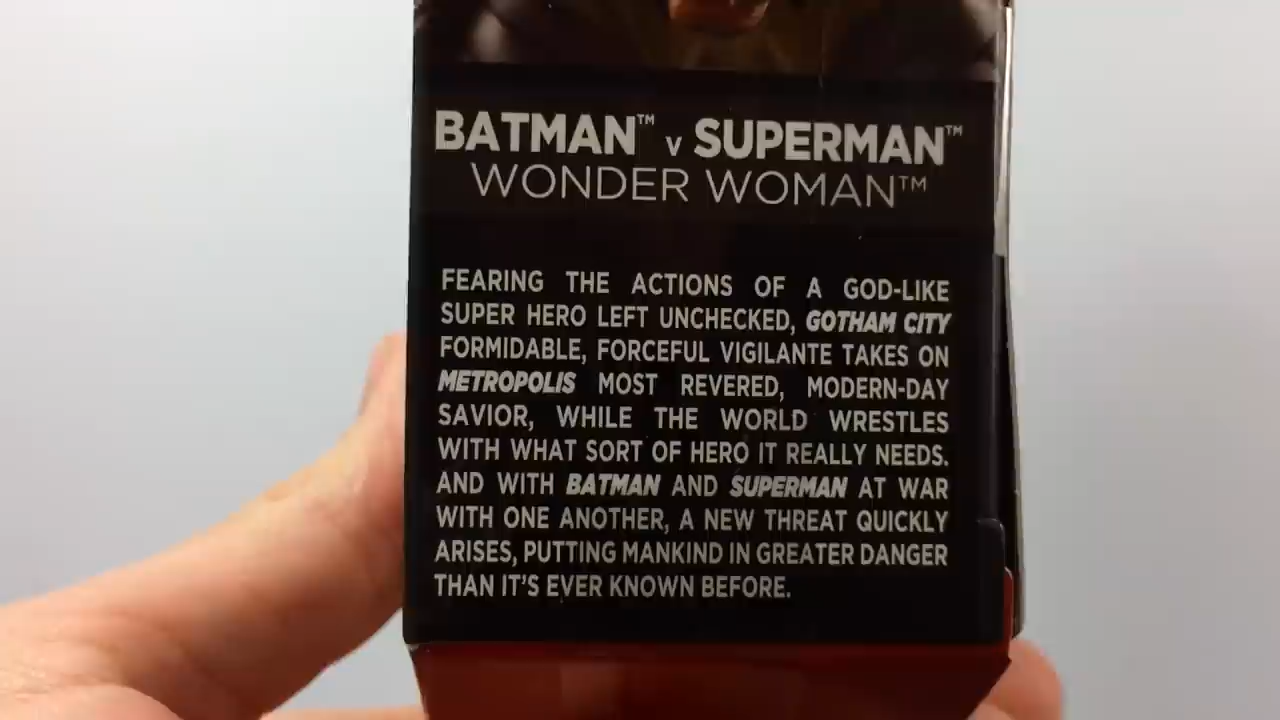 BATMAN™ v SUPERMAN™
WONDER WOMAN™
FEARING THE ACTIONS OF A GOD-LIKE
SUPER HERO LEFT UNCHECKED, GOTHAM CITY
FORMIDABLE, FORCEFUL VIGILANTE TAKES ON
METROPOLIS MOST REVERED, MODERN-DAY
SAVIOR, WHILE THE WORLD WRESTLES
WITH WHAT SORT OF HERO IT REALLY NEEDS.
AND WITH BATMAN AND SUPERMAN AT WAR
WITH ONE ANOTHER, A NEW THREAT QUICKLY
ARISES, PUTTING MANKIND IN GREATER DANGER
THAN IT'S EVER KNOWN BEFORE.